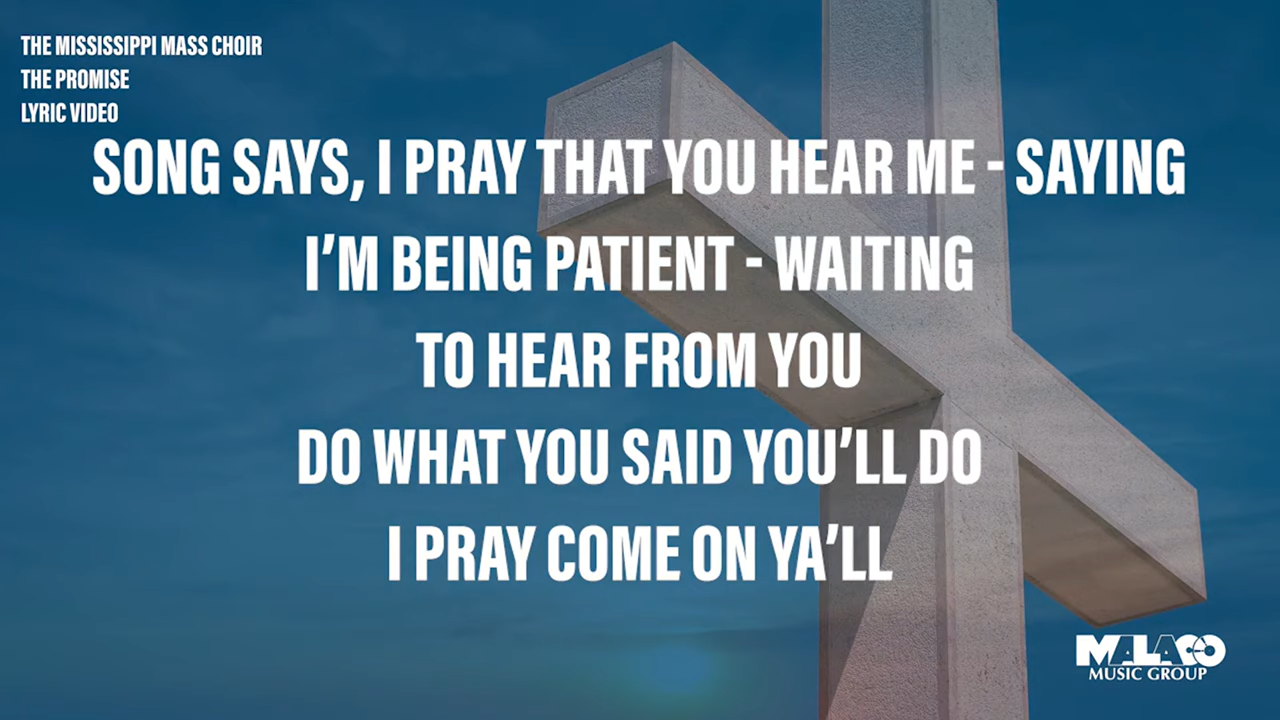 THE MISSISSIPPI MASS CHOIR
THE PROMISE
LYRIC VIDEO
SONG SAYS, I PRAY THAT YOU HEAR ME - SAYING
I'M BEING PATIENT - WAITING
TO HEAR FROM YOU
DO WHAT YOU SAID YOU'LL DO
I PRAY COME ON YA'LL
MALACO
MUSIC GROUP